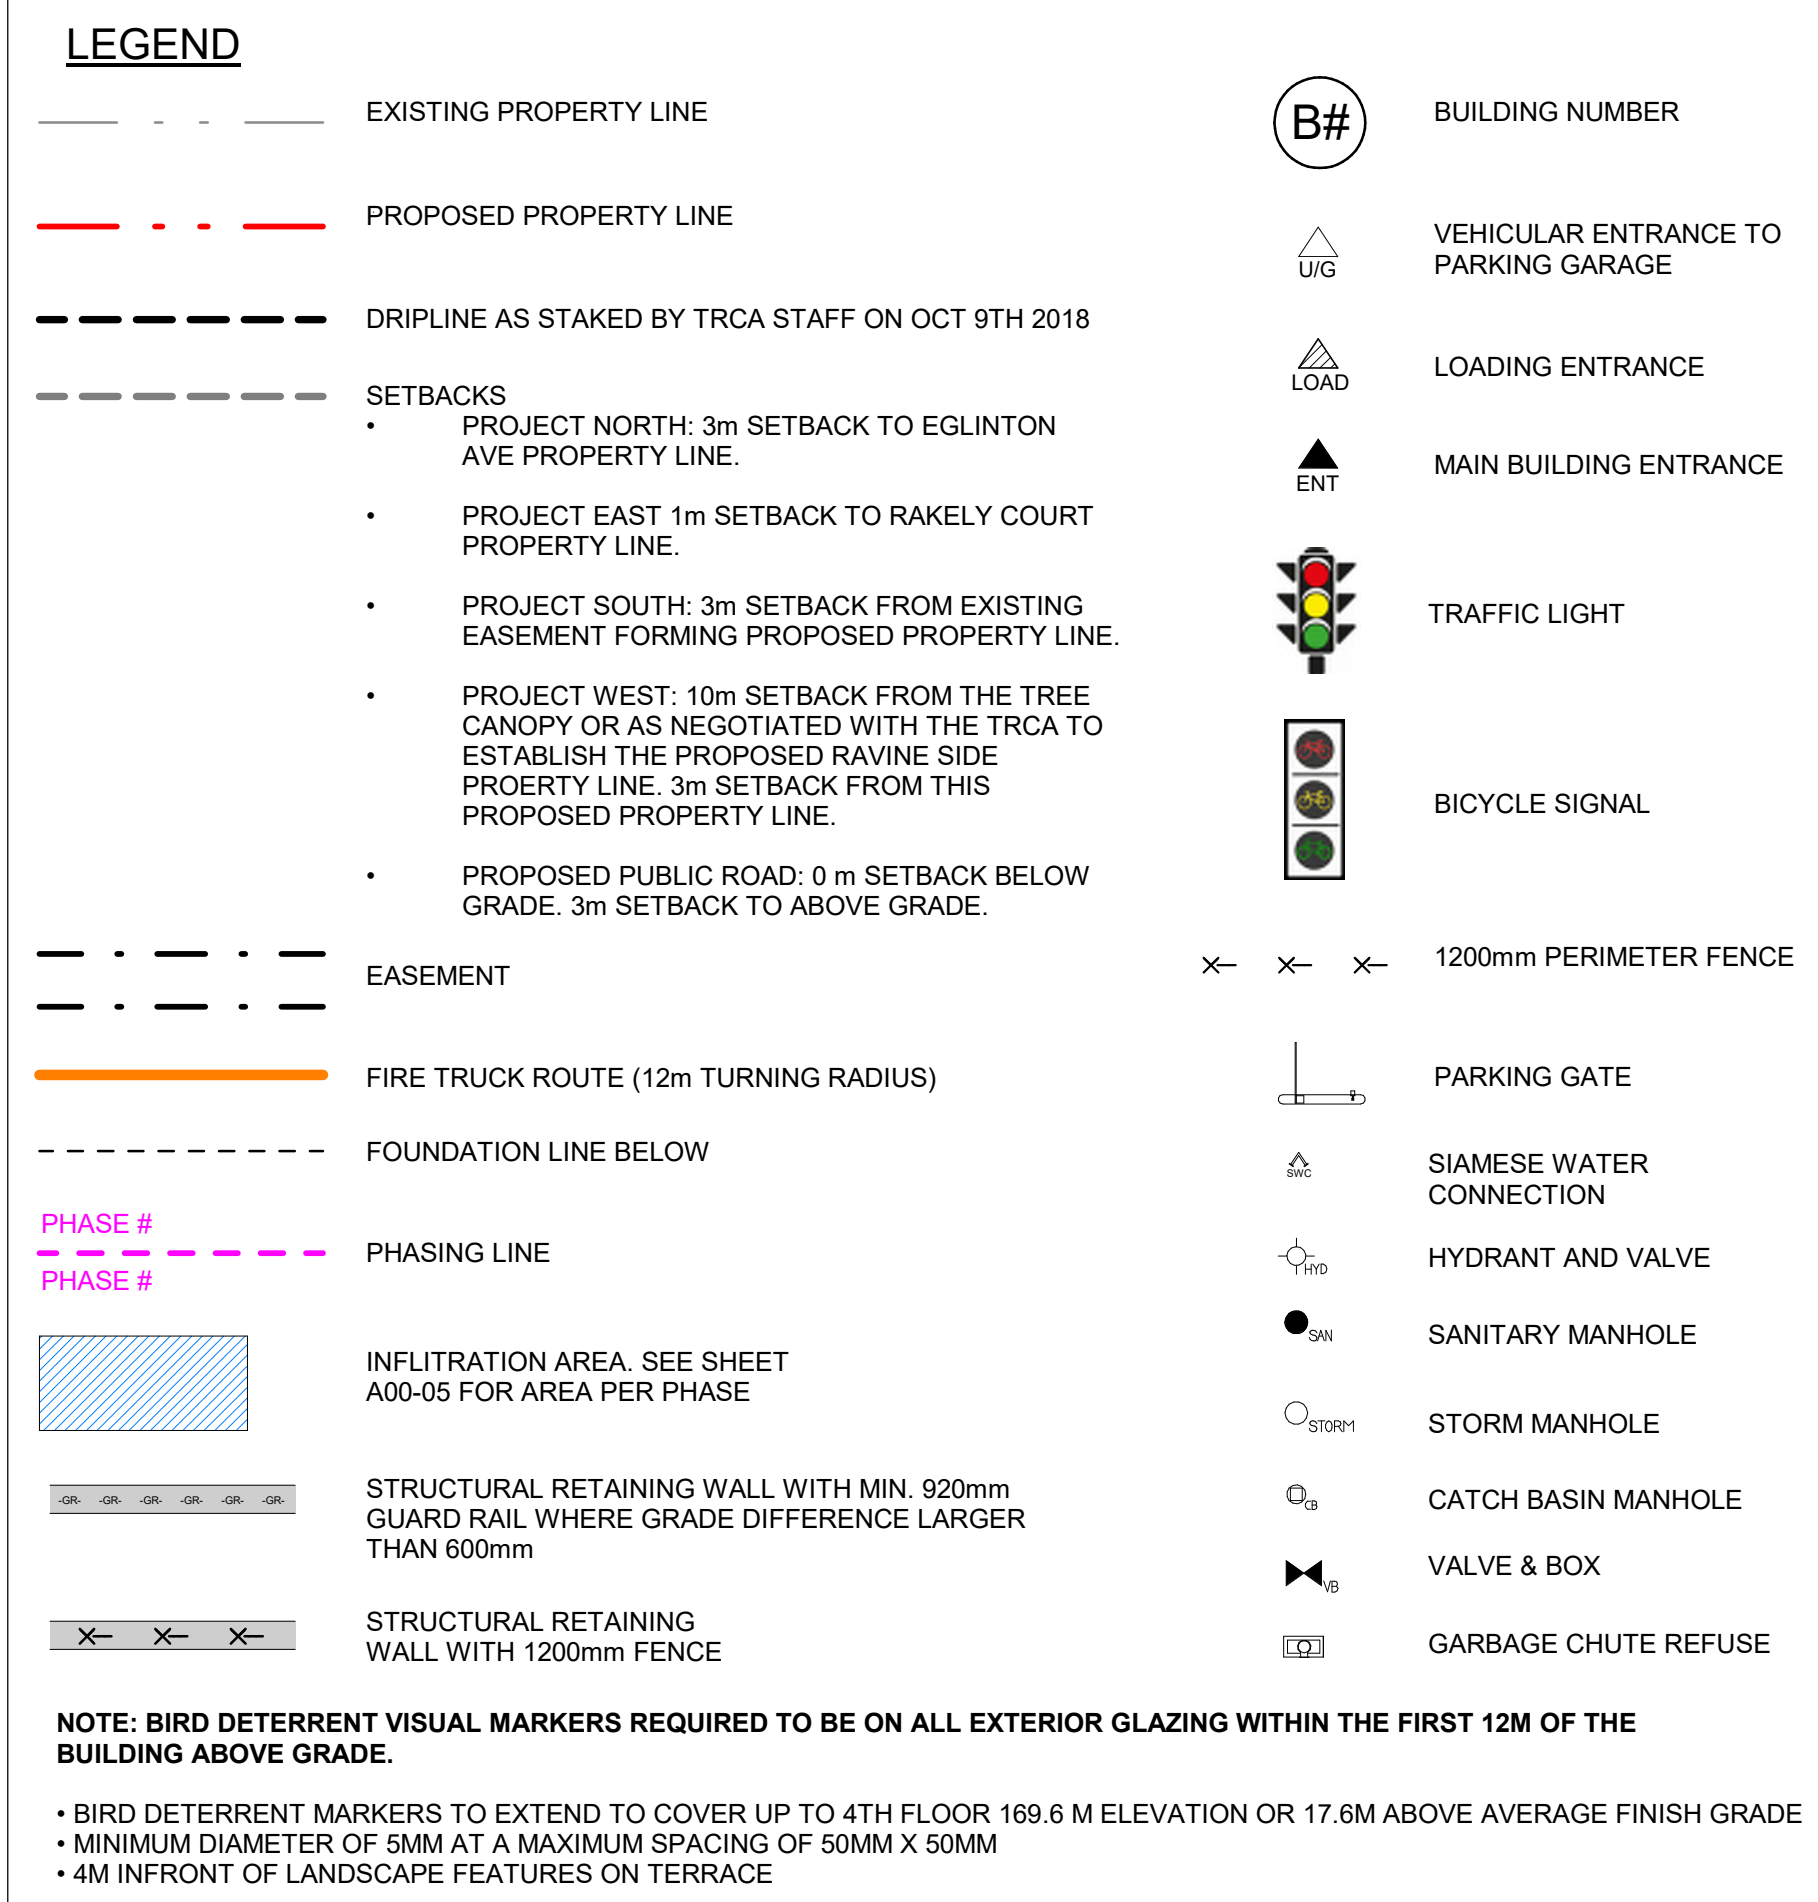 LEGEND
EXISTING PROPERTY LINE
PROPOSED PROPERTY LINE
DRIPLINE AS STAKED BY TRCA STAFF ON OCT 9TH 2018
SETBACKS
• PROJECT NORTH: 3m SETBACK TO EGLINTON
AVE PROPERTY LINE.
• PROJECT EAST 1m SETBACK TO RAKELY COURT
PROPERTY LINE.
• PROJECT SOUTH: 3m SETBACK FROM EXISTING
EASEMENT FORMING PROPOSED PROPERTY LINE.
• PROJECT WEST: 10m SETBACK FROM THE TREE
CANOPY OR AS NEGOTIATED WITH THE TRCA TO
ESTABLISH THE PROPOSED RAVINE SIDE
PROERTY LINE. 3m SETBACK FROM THIS
PROPOSED PROPERTY LINE.
• PROPOSED PUBLIC ROAD: 0 m SETBACK BELOW
GRADE. 3m SETBACK TO ABOVE GRADE.
EASEMENT
FIRE TRUCK ROUTE (12m TURNING RADIUS)
FOUNDATION LINE BELOW
PHASE #
PHASING LINE
PHASE #
INFLITRATION AREA. SEE SHEET
A00-05 FOR AREA PER PHASE
-GR- -GR- -GR- -GR- -GR- -GR-
STRUCTURAL RETAINING WALL WITH MIN. 920mm
GUARD RAIL WHERE GRADE DIFFERENCE LARGER
THAN 600mm
STRUCTURAL RETAINING
WALL WITH 1200mm FENCE
B#
BUILDING NUMBER
U/G
VEHICULAR ENTRANCE TO
PARKING GARAGE
LOAD
LOADING ENTRANCE
ENT
MAIN BUILDING ENTRANCE
TRAFFIC LIGHT
BICYCLE SIGNAL
1200mm PERIMETER FENCE
PARKING GATE
SWC
SIAMESE WATER
CONNECTION
HYD
HYDRANT AND VALVE
SAN
SANITARY MANHOLE
STORM
STORM MANHOLE
CB
CATCH BASIN MANHOLE
VB
VALVE & BOX
GARBAGE CHUTE REFUSE
NOTE: BIRD DETERRENT VISUAL MARKERS REQUIRED TO BE ON ALL EXTERIOR GLAZING WITHIN THE FIRST 12M OF THE
BUILDING ABOVE GRADE.
• BIRD DETERRENT MARKERS TO EXTEND TO COVER UP TO 4TH FLOOR 169.6 M ELEVATION OR 17.6M ABOVE AVERAGE FINISH GRADE
• MINIMUM DIAMETER OF 5MM AT A MAXIMUM SPACING OF 50MM X 50MM
• 4M INFRONT OF LANDSCAPE FEATURES ON TERRACE